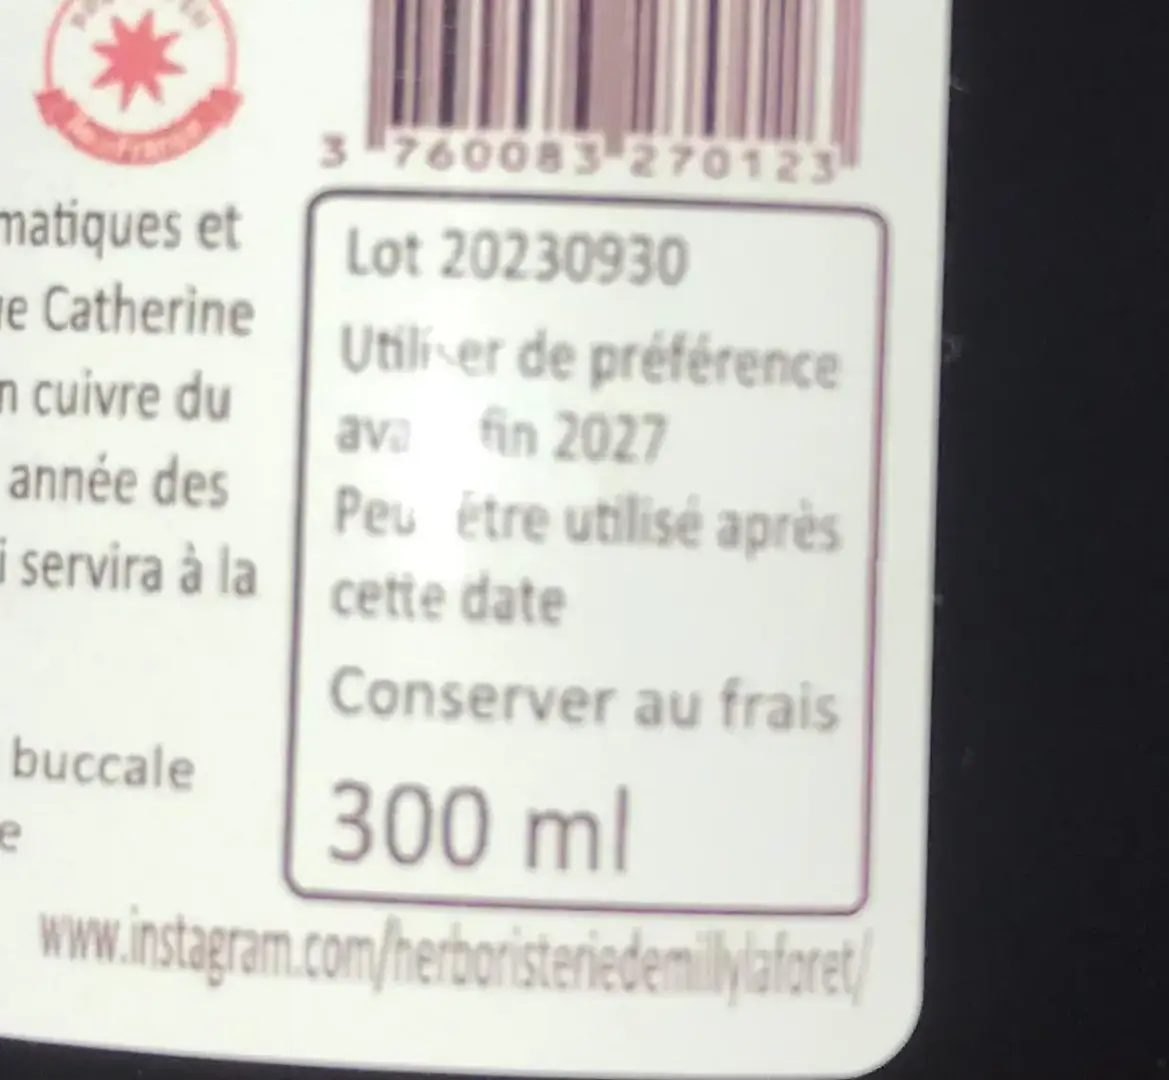 3 760083 270123
matiques et
Catherine
cuivre du
année des
servira à la
buccale
Lot 20230930
Utiliser de préférence
fin 2027
être utilisé après
cette date
Conserver au frais
300 ml
www.instagram.com/herboristeriedemillylaforet/